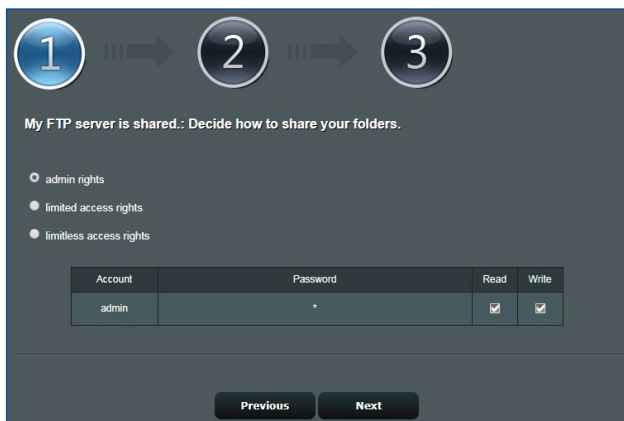 1 2 3
My FTP server is shared.: Decide how to share your folders.
admin rights
limited access rights
limitless access rights
Account Password Read Write
admin *
Previous Next